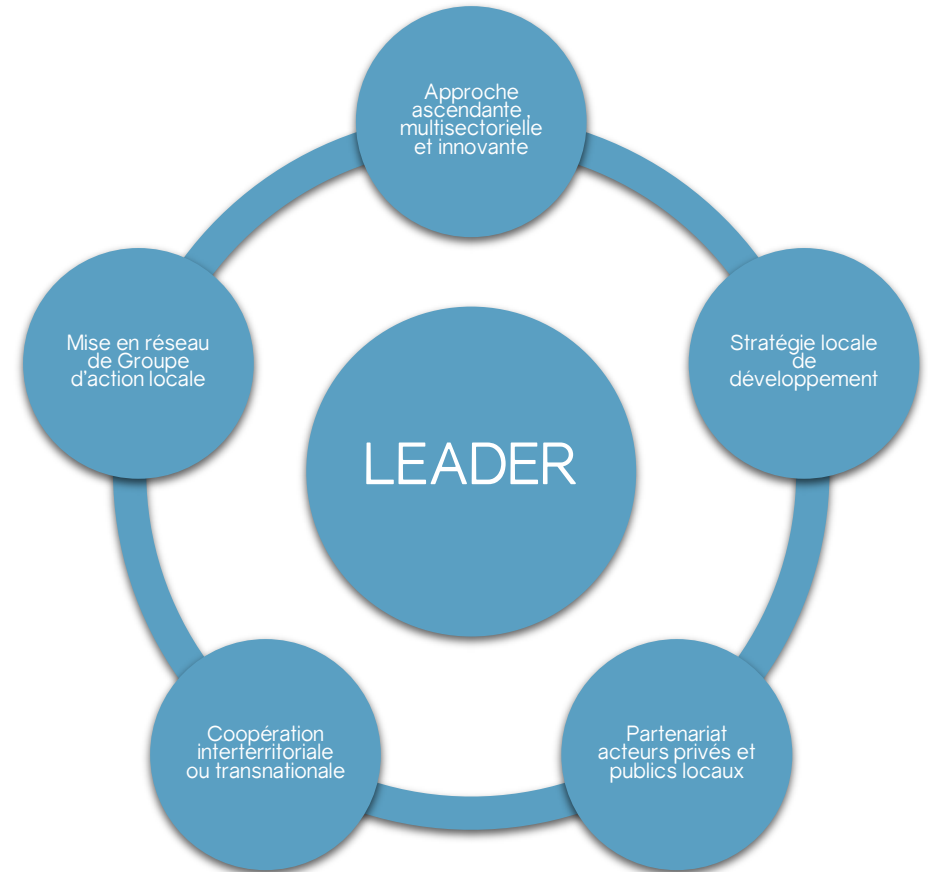 Approche
ascendante ,
multisectorielle
et innovante
Mise en réseau
de Groupe
d'action locale
Stratégie locale
de
développement
LEADER
Coopération
interterritoriale
ou transnationale
Partenariat
acteurs privés et
publics locaux